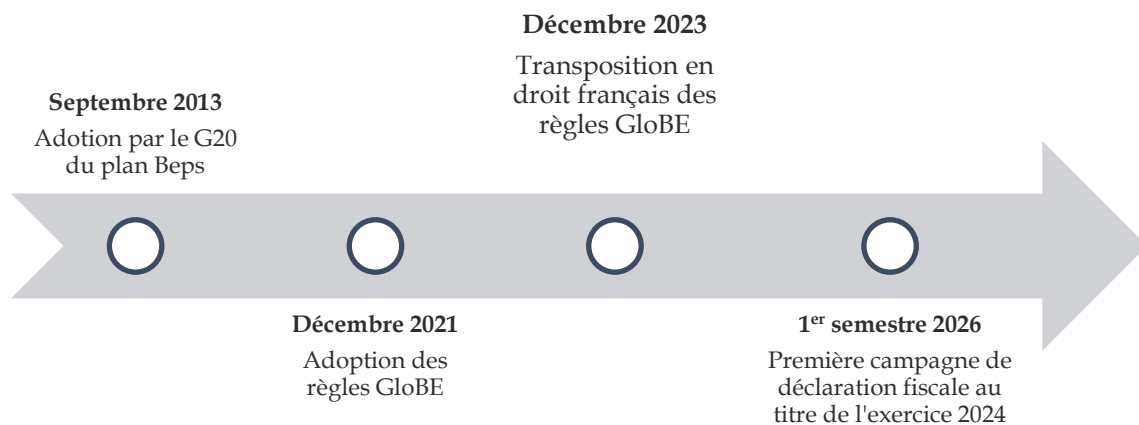 Septembre 2013
Adotion par le G20
du plan Beps
Décembre 2021
Adoption des
règles GloBE
Décembre 2023
Transposition en
droit français des
règles GloBE
1er semestre 2026
Première campagne de
déclaration fiscale au
titre de l'exercice 2024